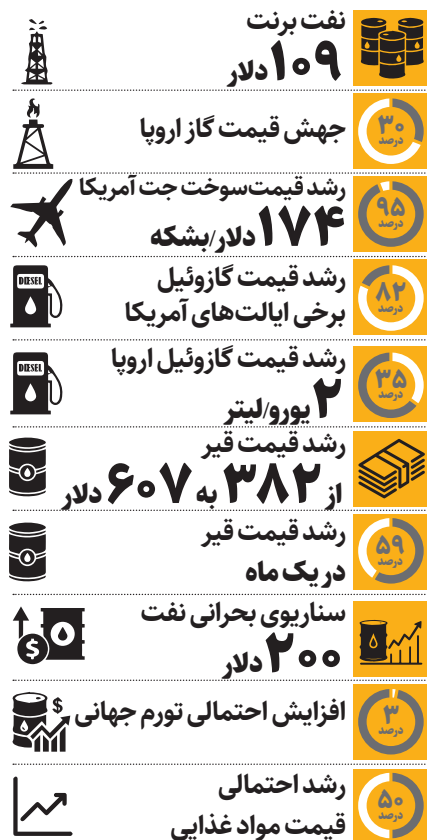 نفت برنت
۱۰۹ دلار
۳۰
درصد
جهش قیمت گاز اروپا
رشد قیمت سوخت جت آمریکا
۹۵
درصد
۱۷۴ دلار/بشکه
رشد قیمت گازوئیل
۸۲
درصد
برخی ایالت‌های آمریکا
DIESEL
رشد قیمت گازوئیل اروپا
۳۵
درصد
۲ یورو/لیتر
DIESEL
رشد قیمت قیر
از ۳۸۲ به ۶۰۷ دلار
رشد قیمت قیر
۵۹
درصد
در یک ماه
سناریوی بحرانی نفت
۲۰۰ دلار
$
۳
درصد
افزایش احتمالی تورم جهانی
$
رشد احتمالی
۵۰
درصد
قیمت مواد غذایی